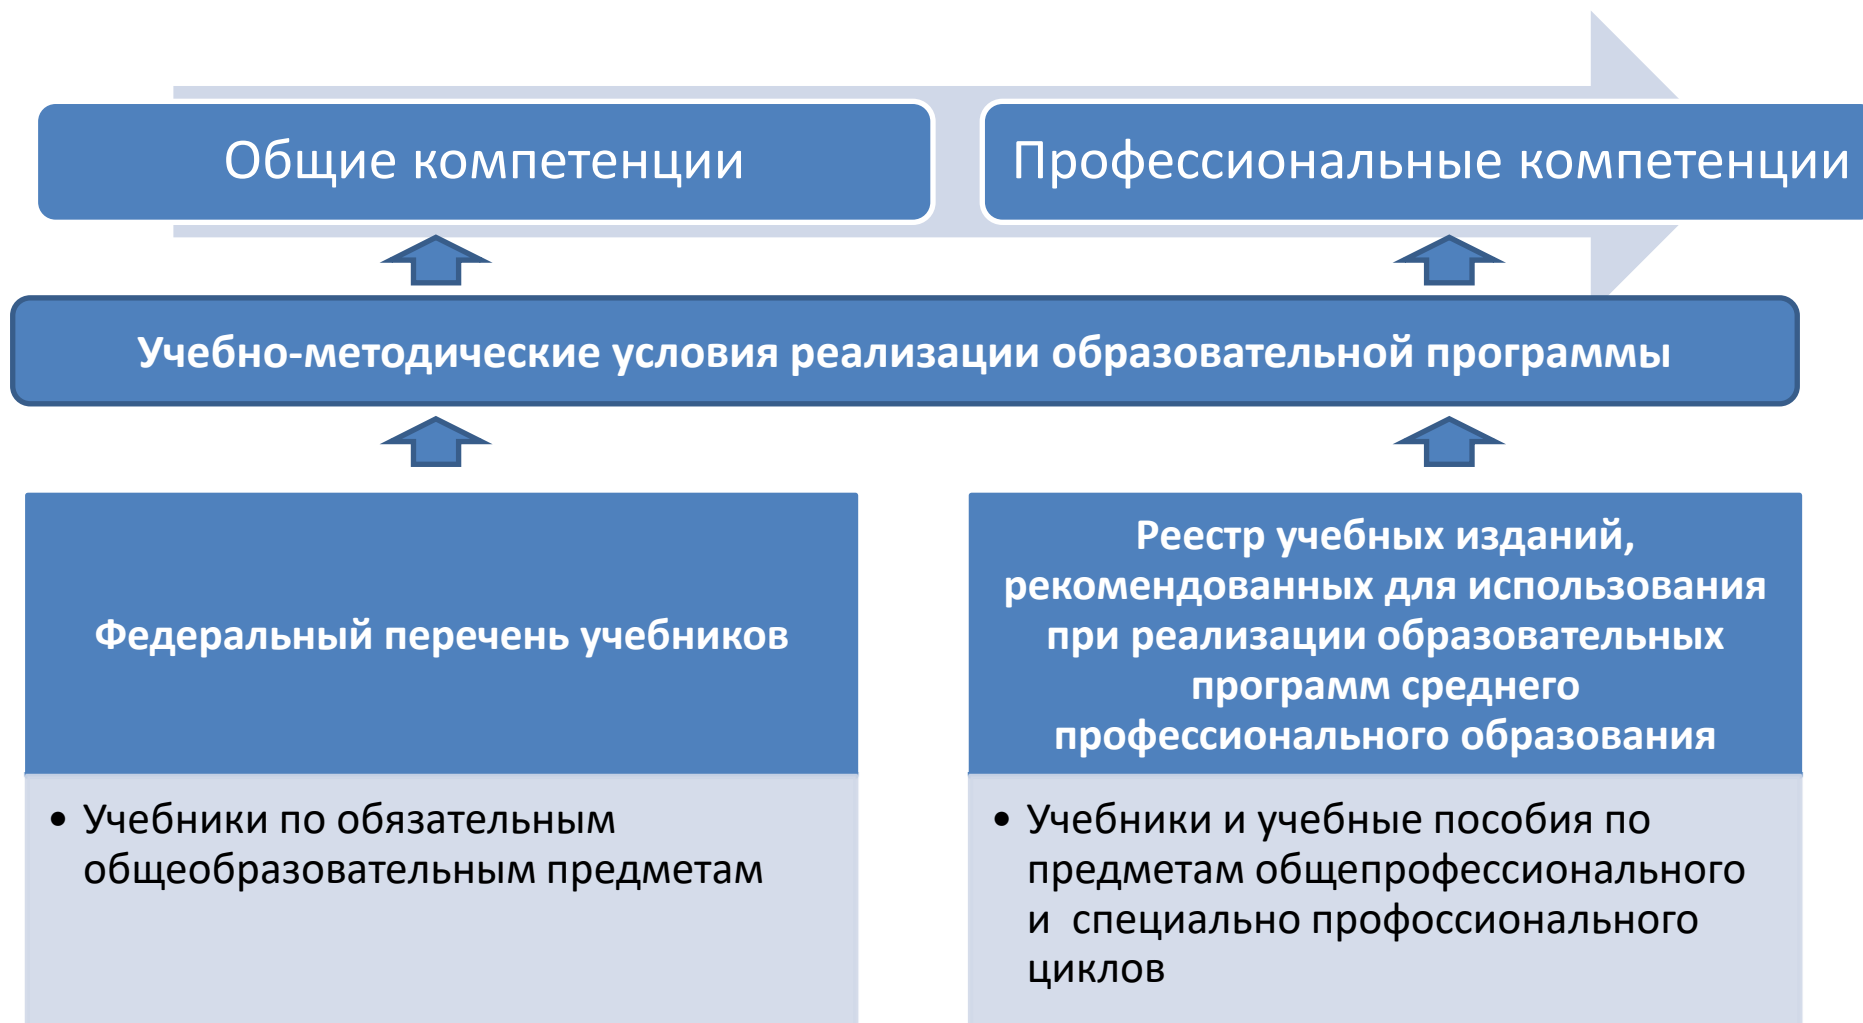 Общие компетенции
Профессиональные компетенции
Учебно-методические условия реализации образовательной программы
Федеральный перечень учебников
Реестр учебных изданий,
рекомендованных для использования
при реализации образовательных
программ среднего
профессионального образования
• Учебники по обязательным
общеобразовательным предметам
• Учебники и учебные пособия по
предметам общепрофессионального
и  специально профоссионального
циклов